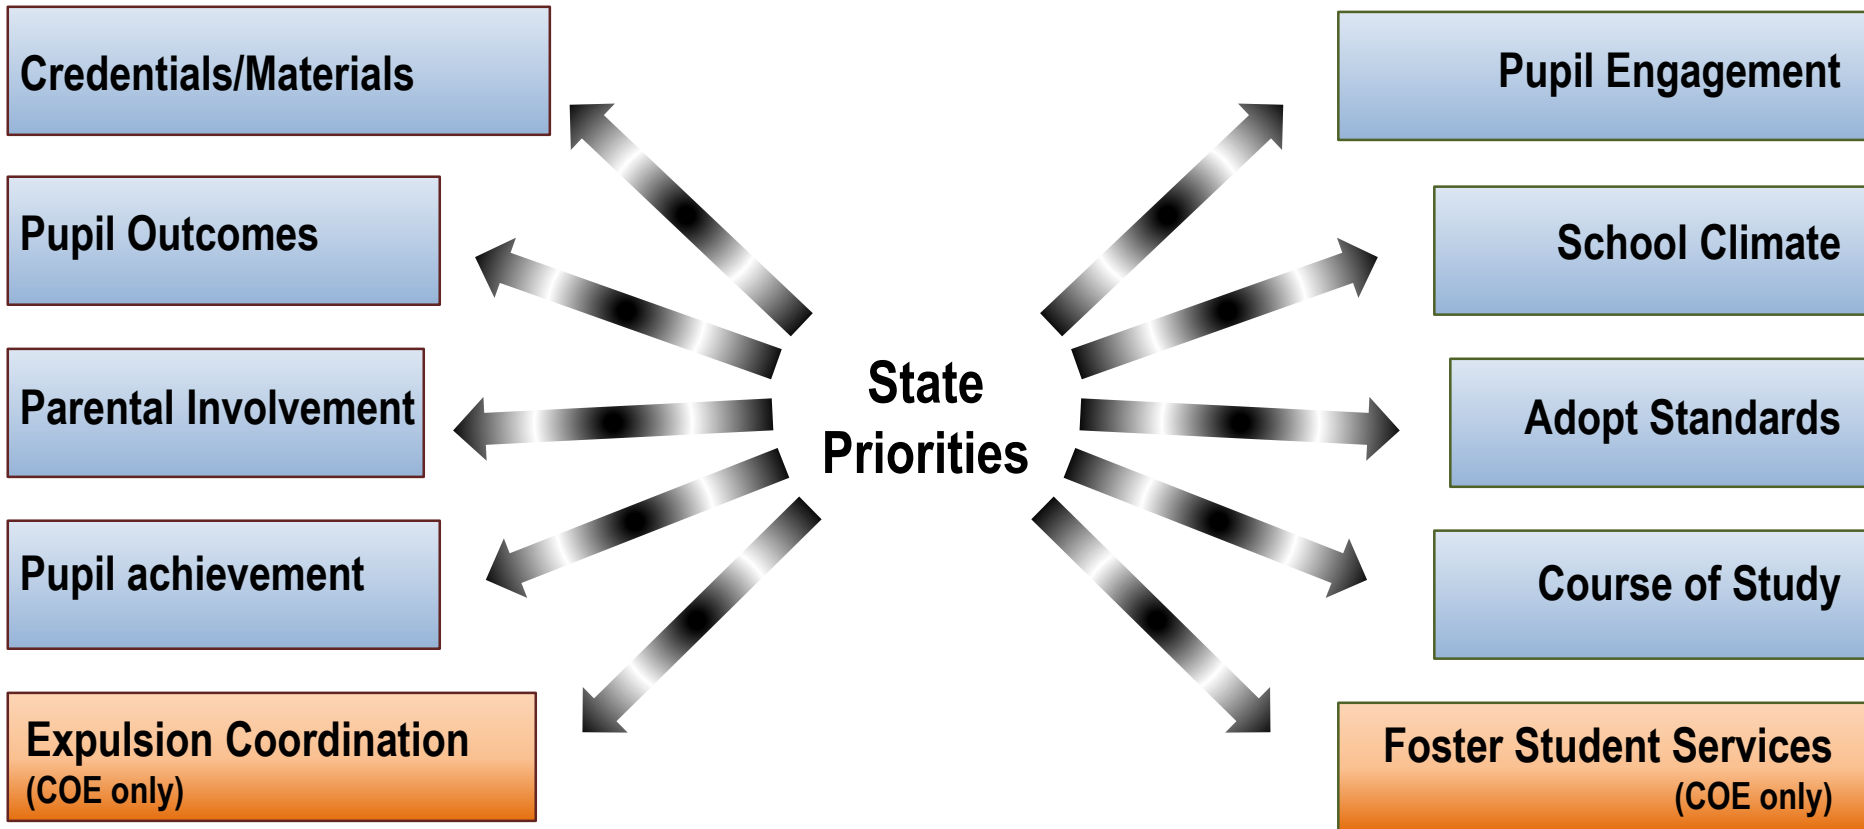 Credentials/Materials
Pupil Outcomes
Parental Involvement
Pupil achievement
Expulsion Coordination
(COE only)
State
Priorities
Pupil Engagement
School Climate
Adopt Standards
Course of Study
Foster Student Services
(COE only)